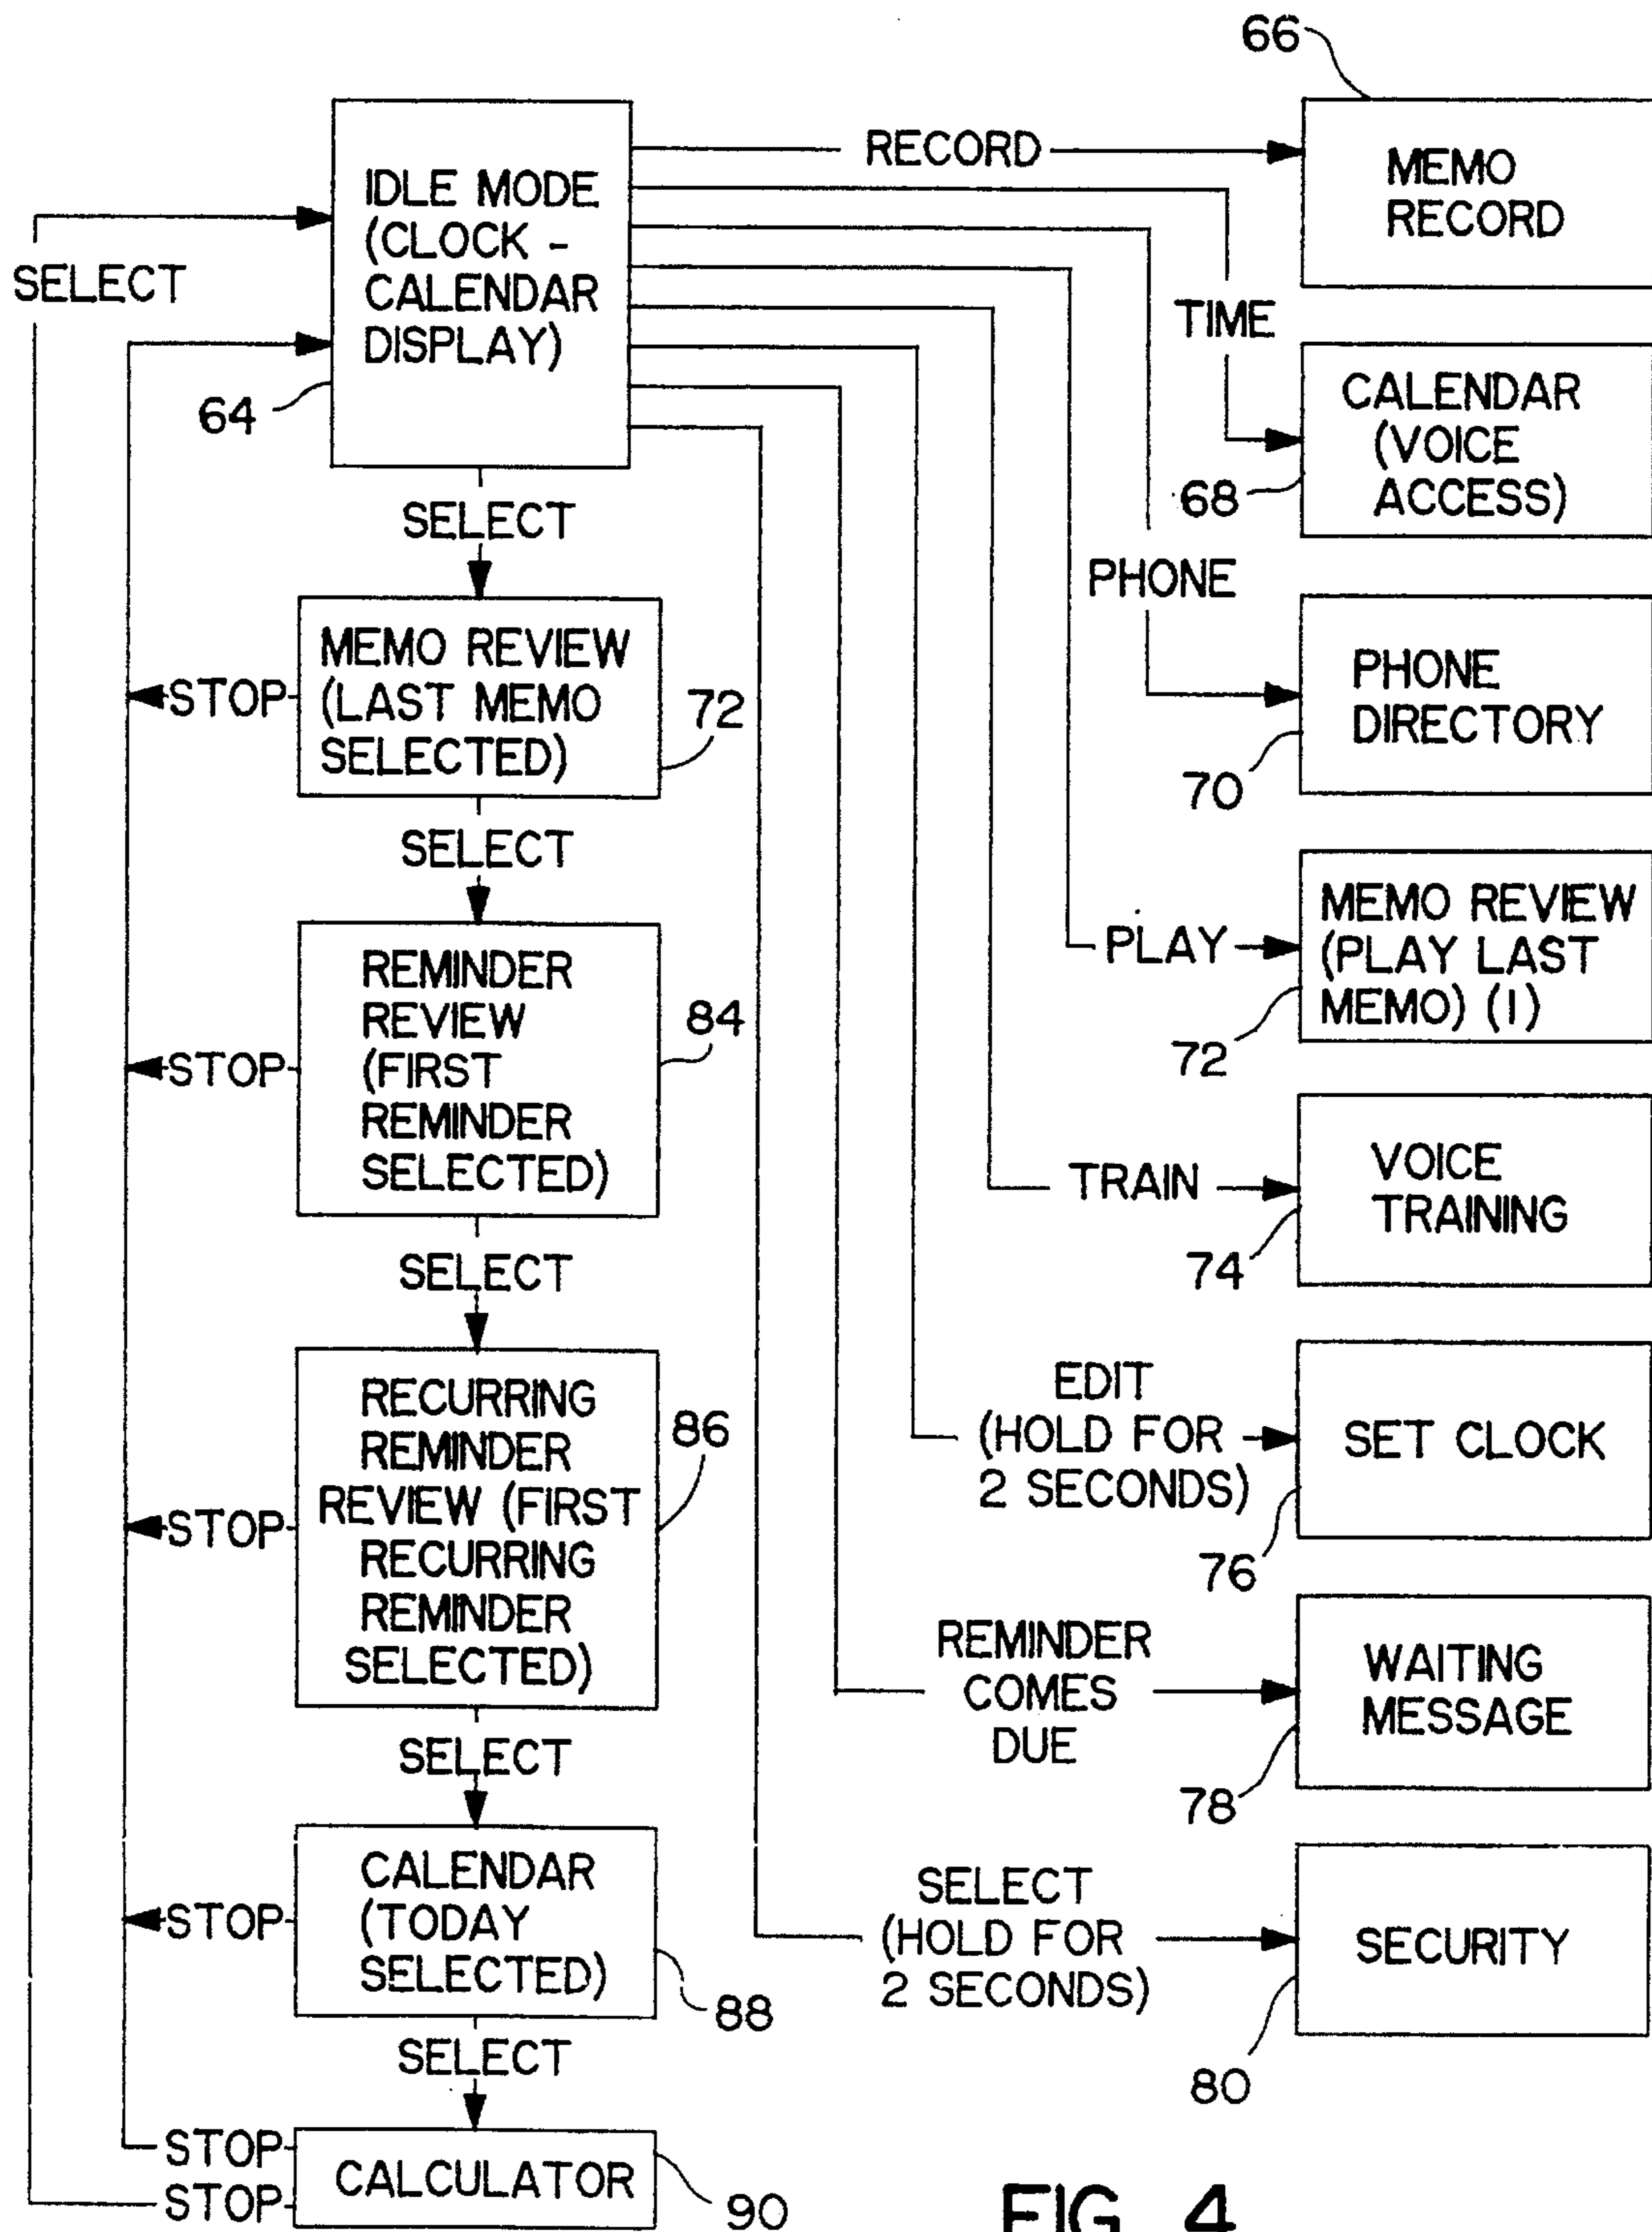 66
IDLE MODE
(CLOCK -
CALENDAR
DISPLAY)
64
SELECT
RECORD
MEMO
RECORD
TIME
CALENDAR
(VOICE
ACCESS)
68
PHONE
PHONE
DIRECTORY
70
PLAY
MEMO REVIEW
(PLAY LAST
MEMO) (1)
72
TRAIN
VOICE
TRAINING
74
EDIT
(HOLD FOR
2 SECONDS)
SET CLOCK
76
REMINDER
COMES
DUE
WAITING
MESSAGE
78
SELECT
(HOLD FOR
2 SECONDS)
SECURITY
80
SELECT
MEMO REVIEW
(LAST MEMO
SELECTED)
72
STOP
SELECT
REMINDER
REVIEW
(FIRST
REMINDER
SELECTED)
84
STOP
SELECT
RECURRING
REMINDER
REVIEW (FIRST
RECURRING
REMINDER
SELECTED)
86
STOP
SELECT
CALENDAR
(TODAY
SELECTED)
88
STOP
SELECT
STOP
STOP
CALCULATOR
90
FIG. 4